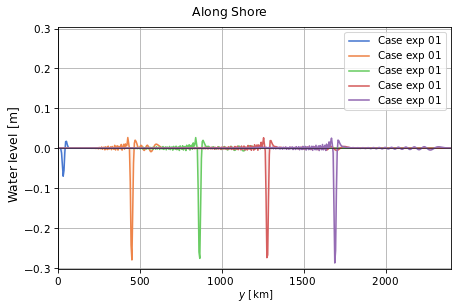 Along Shore
Water level [m]
0.3
0.2
0.1
0.0
−0.1
−0.2
−0.3
Case exp 01
Case exp 01
Case exp 01
Case exp 01
Case exp 01
0 500 1000 1500 2000
y [km]